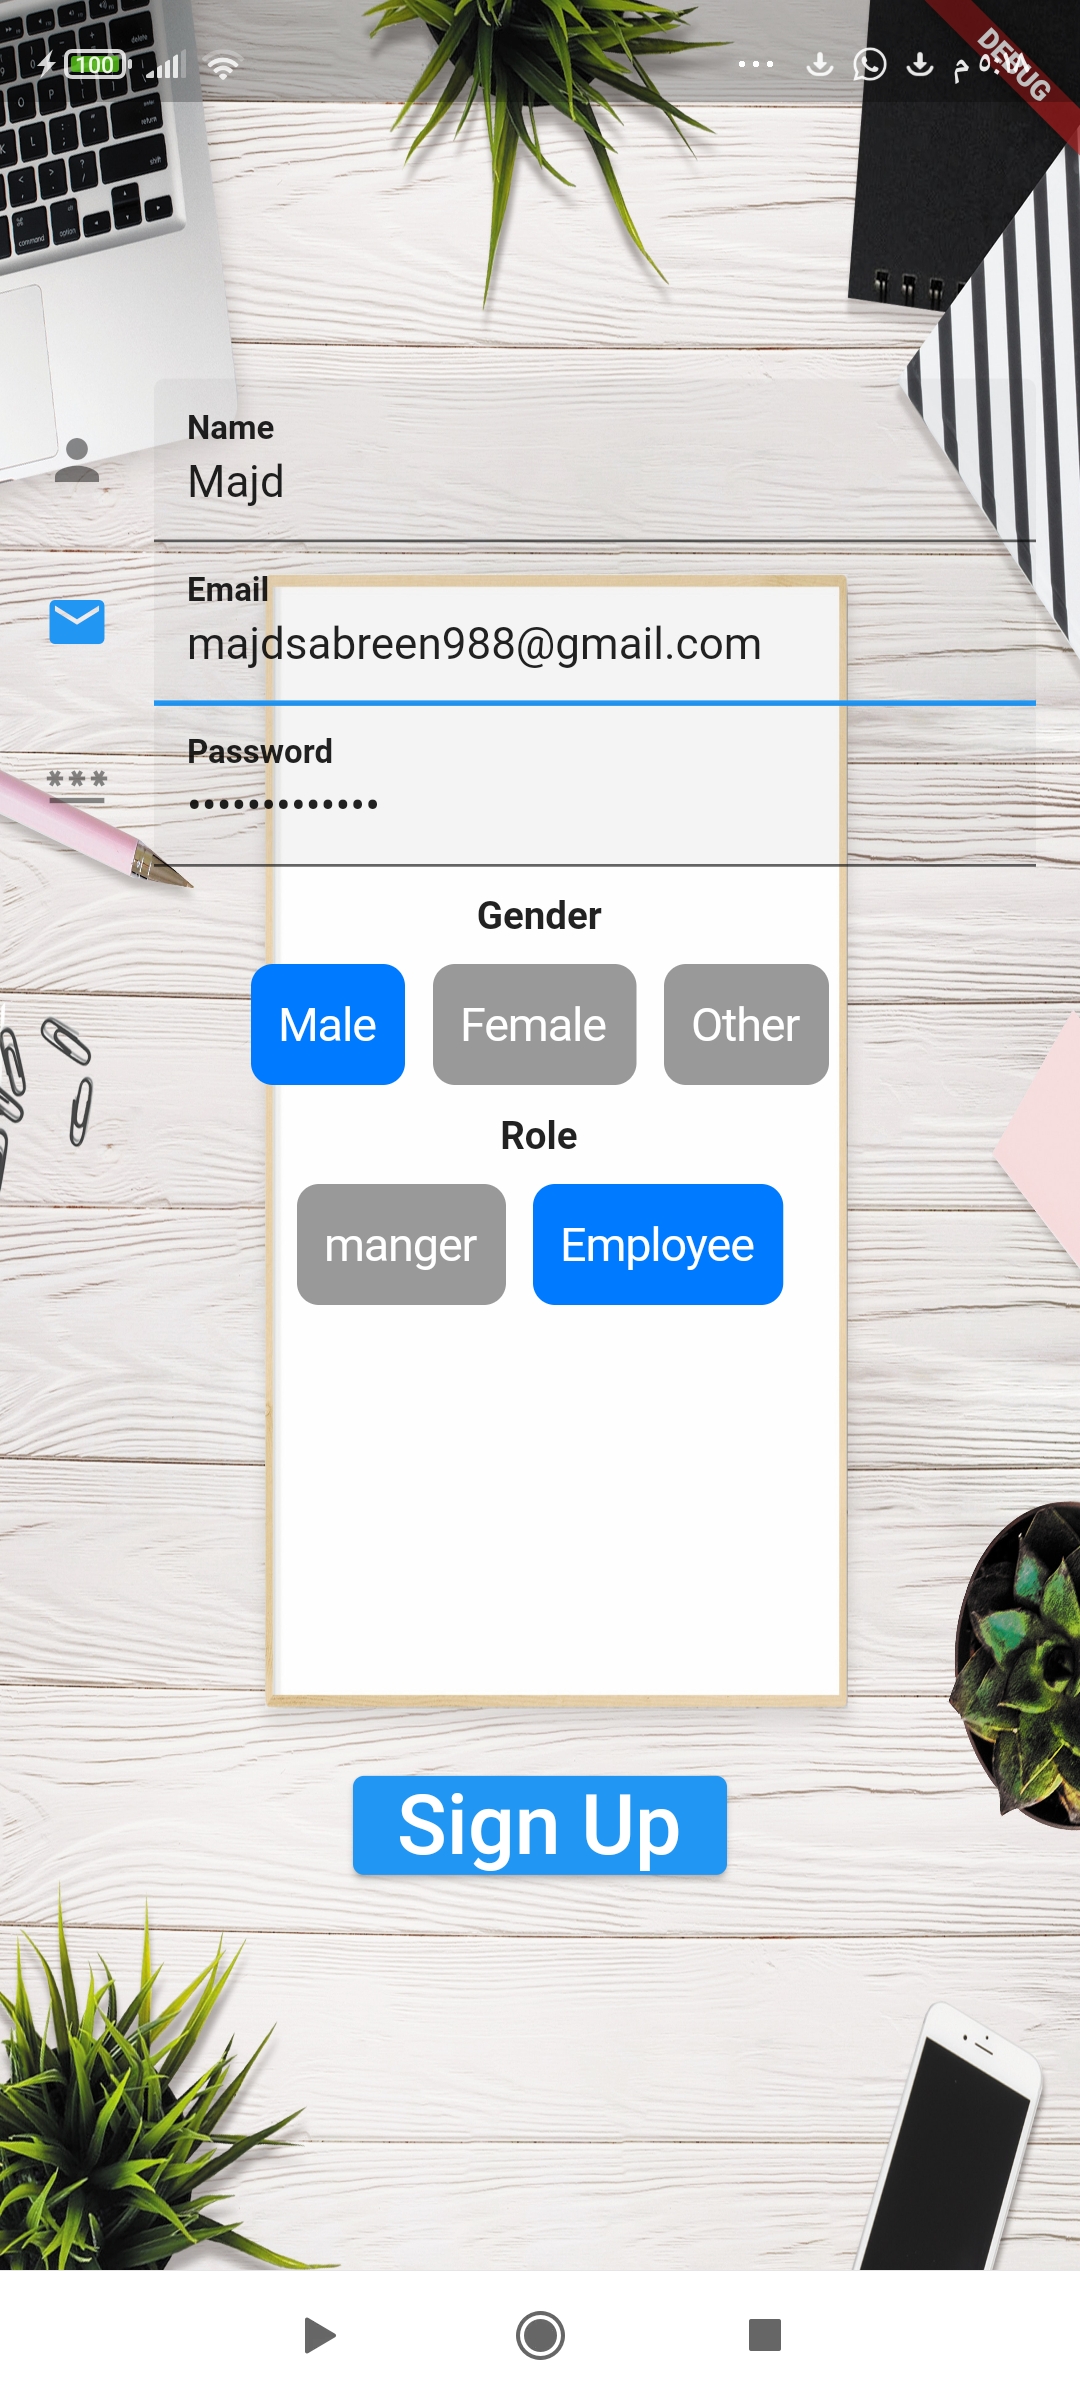 100
DEBUG
Name
Majd
Email
majdsabreen988@gmail.com
Password
•••••••••••••
Gender
Male Female Other
Role
manger Employee
Sign Up